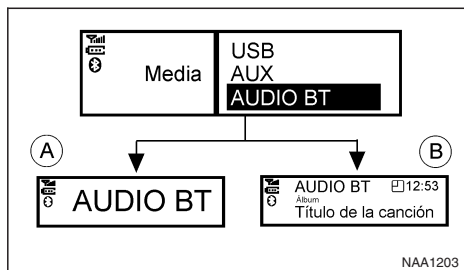 Media
USB
AUX
AUDIO BT
A
B
AUDIO BT
AUDIO BT 12:53
Álbum
Título de la canción
NAA1203